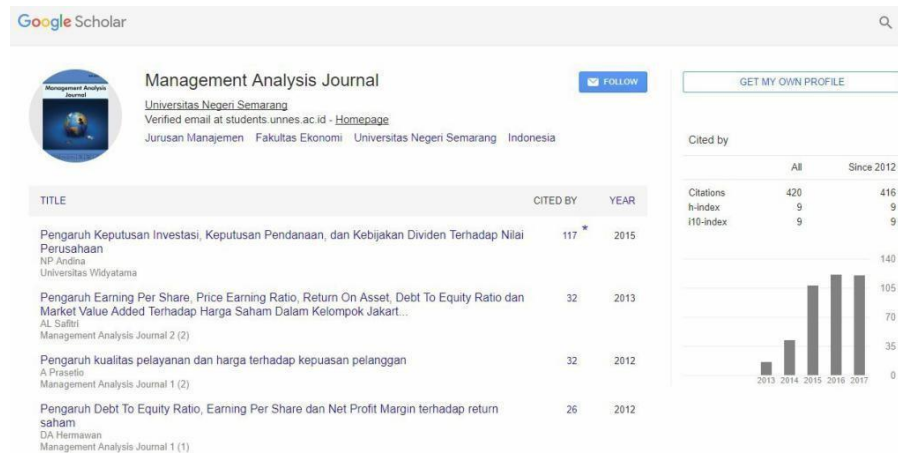 Google Scholar
Management Analysis
Journal
Management Analysis Journal
FOLLOW
Universitas Negeri Semarang
Verified email at students.unnes.ac.id - Homepage
Jurusan Manajemen Fakultas Ekonomi Universitas Negeri Semarang Indonesia
TITLE CITED BY YEAR
Pengaruh Keputusan Investasi, Keputusan Pendanaan, dan Kebijakan Dividen Terhadap Nilai 117 * 2015
Perusahaan
NP Andina
Universitas Widyatama
Pengaruh Earning Per Share, Price Earning Ratio, Return On Asset, Debt To Equity Ratio dan 32 2013
Market Value Added Terhadap Harga Saham Dalam Kelompok Jakart...
AL Safitri
Management Analysis Journal 2 (2)
Pengaruh kualitas pelayanan dan harga terhadap kepuasan pelanggan 32 2012
A Prasetio
Management Analysis Journal 1 (2)
Pengaruh Debt To Equity Ratio, Earning Per Share dan Net Profit Margin terhadap return 26 2012
saham
DA Hermawan
Management Analysis Journal 1 (1)
GET MY OWN PROFILE
Cited by
All Since 2012
Citations 420 416
h-index 9 9
i10-index 9 9
140
105
70
35
0
2013 2014 2015 2016 2017